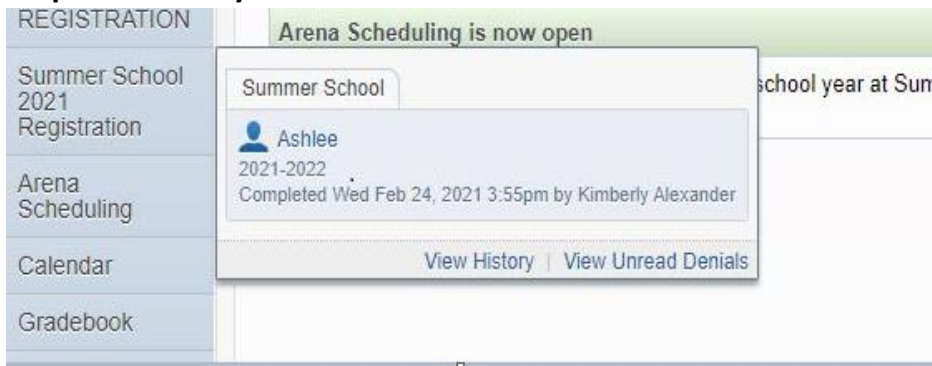 REGISTRATION
Summer School
2021
Registration
Arena
Scheduling
Calendar
Gradebook
Arena Scheduling is now open
school year at
Summer School
Ashlee
2021-2022
Completed Wed Feb 24, 2021 3:55pm by Kimberly Alexander
View History | View Unread Denials